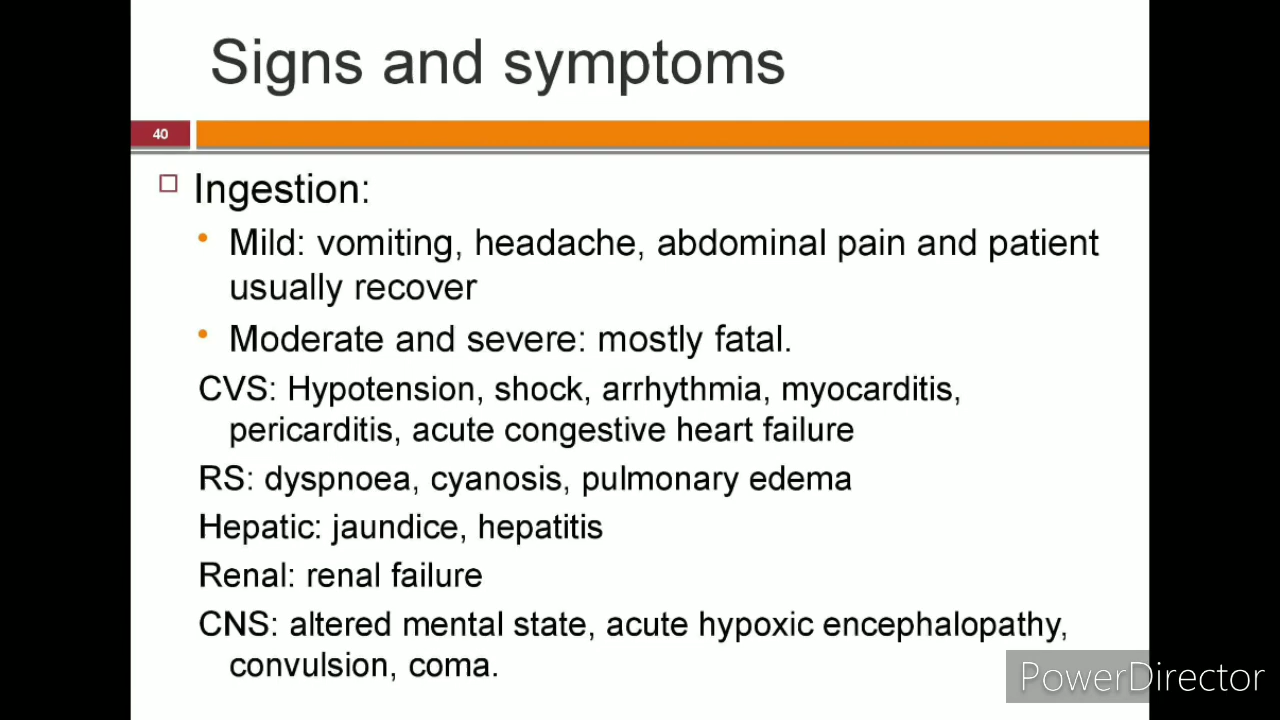 Signs and symptoms
40
Ingestion:
• Mild: vomiting, headache, abdominal pain and patient
usually recover
• Moderate and severe: mostly fatal.
CVS: Hypotension, shock, arrhythmia, myocarditis,
pericarditis, acute congestive heart failure
RS: dyspnoea, cyanosis, pulmonary edema
Hepatic: jaundice, hepatitis
Renal: renal failure
CNS: altered mental state, acute hypoxic encephalopathy,
convulsion, coma.
PowerDirector